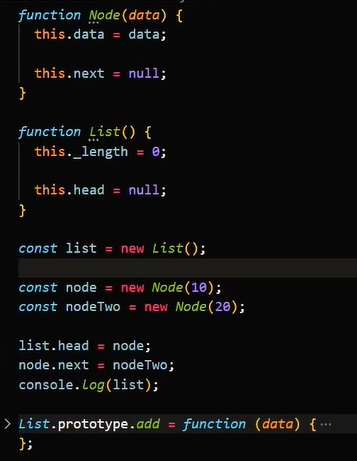 function Node(data) {
this.data = data;
this.next = null;
}
function List() {
this._length = 0;
this.head = null;
}
const list = new List();
const node = new Node(10);
const nodeTwo = new Node(20);
list.head = node;
node.next = nodeTwo;
console.log(list);
List.prototype.add = function (data) {···
};